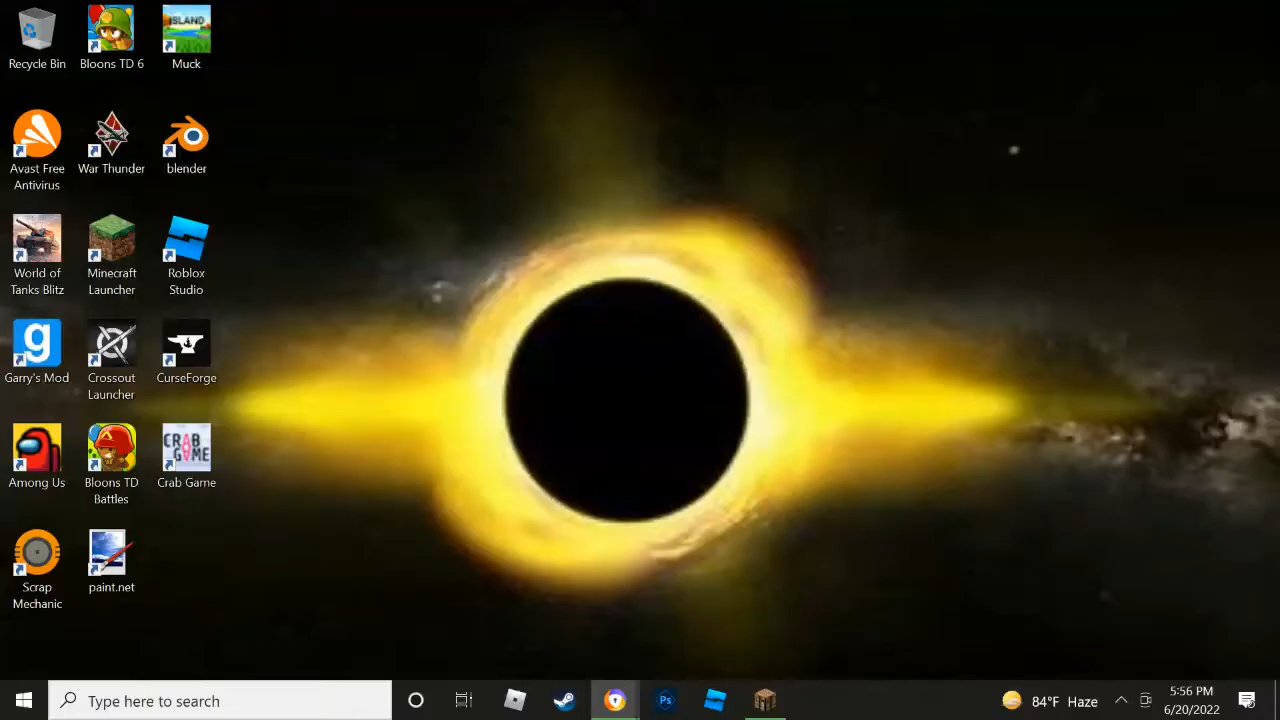 Recycle Bin
Bloons TD 6
ISLAND
Muck
Avast Free
Antivirus
War Thunder
blender
World of
Tanks Blitz
Minecraft
Launcher
Roblox
Studio
g
Garry's Mod
Crossout
Launcher
CurseForge
Among Us
Bloons TD
Battles
CRAB
GAME
Crab Game
Scrap
Mechanic
paint.net
Type here to search
Ps
84°F Haze
5:56 PM
6/20/2022